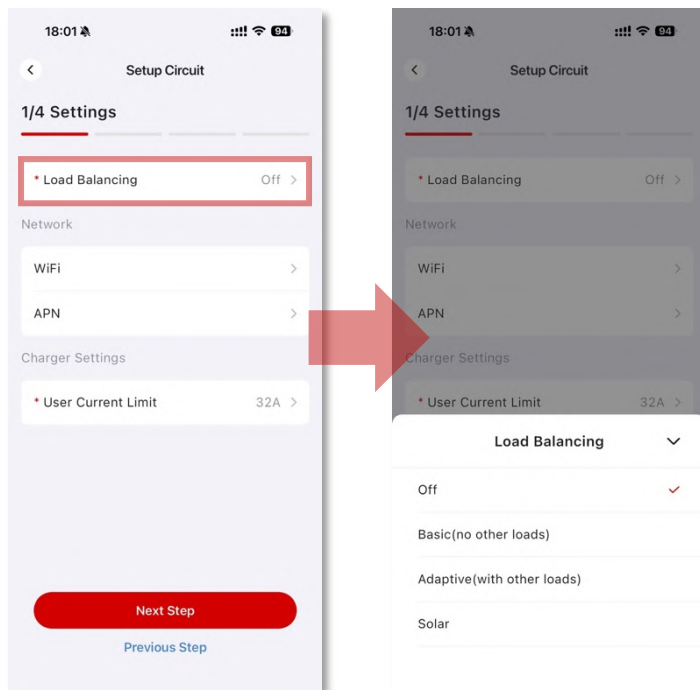 18:01
94
Setup Circuit
1/4 Settings
* Load Balancing Off >
Network
WiFi >
APN >
Charger Settings
* User Current Limit 32A >
Next Step
Previous Step
18:01
94
Setup Circuit
1/4 Settings
* Load Balancing Off >
Network
WiFi >
APN >
Charger Settings
* User Current Limit 32A >
Load Balancing
Off
Basic(no other loads)
Adaptive(with other loads)
Solar